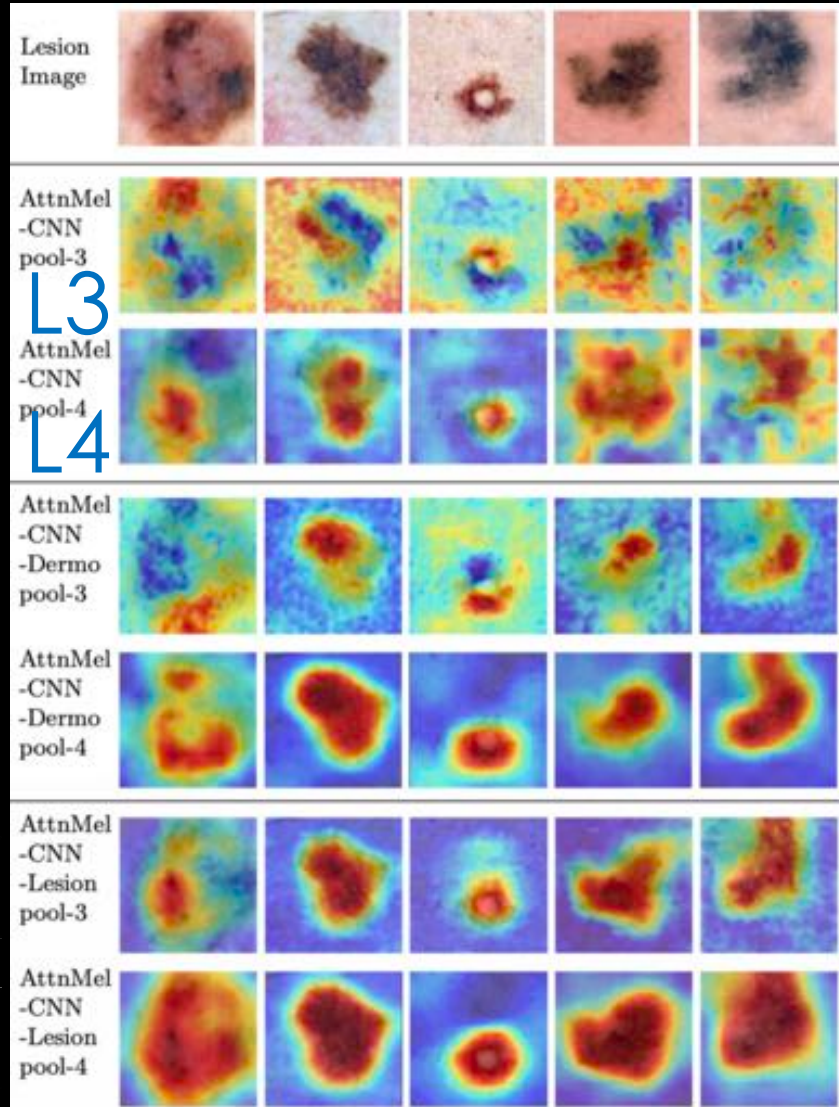 Lesion
Image
AttnMel
-CNN
pool-3
L3
AttnMel
-CNN
pool-4
L4
AttnMel
-CNN
-Dermo
pool-3
AttnMel
-CNN
-Dermo
pool-4
AttnMel
-CNN
-Lesion
pool-3
AttnMel
-CNN
-Lesion
pool-4